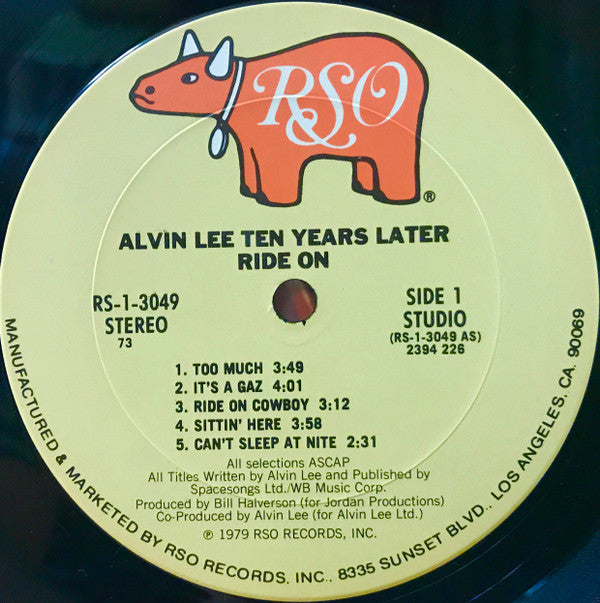 RSO
®
ALVIN LEE TEN YEARS LATER
RIDE ON
RS-1-3049
STEREO
73
SIDE 1
STUDIO
(RS-1-3049 AS)
2394 226
1. TOO MUCH 3:49
2. IT'S A GAZ 4:01
3. RIDE ON COWBOY 3:12
4. SITTIN' HERE 3:58
5. CAN'T SLEEP AT NITE 2:31
All selections ASCAP
All Titles Written by Alvin Lee and Published by
Spacesongs Ltd./WB Music Corp.
Produced by Bill Halverson (for Jordan Productions)
Co-Produced by Alvin Lee (for Alvin Lee Ltd.)
℗ 1979 RSO RECORDS, INC.
MANUFACTURED & MARKETED BY RSO RECORDS, INC., 8335 SUNSET BLVD., LOS ANGELES, CA. 90069